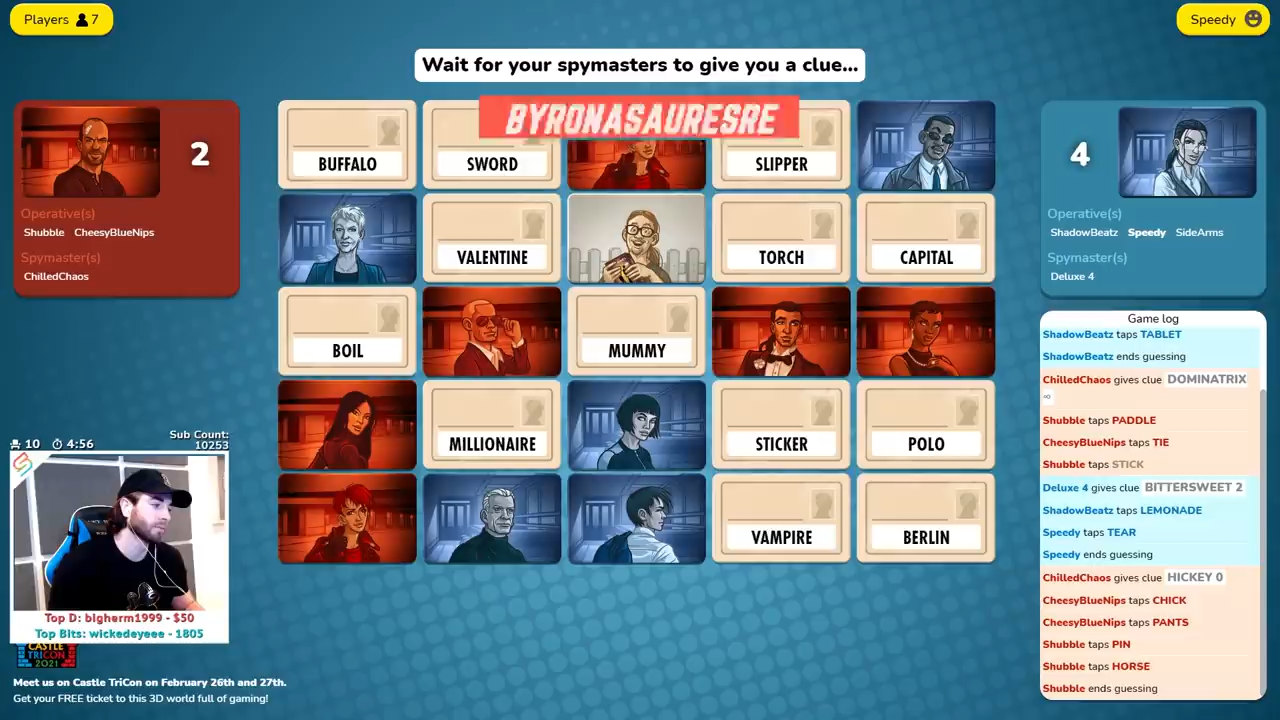 Players 7
Speedy
Wait for your spymasters to give you a clue...
BYRONASAURESRE
2
Operative(s)
Shubble CheesyBlueNips
Spymaster(s)
ChilledChaos
BUFFALO
SWORD
SLIPPER
VALENTINE
TORCH
CAPITAL
BOIL
MUMMY
MILLIONAIRE
STICKER
POLO
VAMPIRE
BERLIN
4
Operative(s)
ShadowBeatz Speedy SideArms
Spymaster(s)
Deluxe 4
Game log
ShadowBeatz taps TABLET
ShadowBeatz ends guessing
ChilledChaos gives clue DOMINATRIX
∞
Shubble taps PADDLE
CheesyBlueNips taps TIE
Shubble taps STICK
Deluxe 4 gives clue BITTERSWEET 2
ShadowBeatz taps LEMONADE
Speedy taps TEAR
Speedy ends guessing
ChilledChaos gives clue HICKEY 0
CheesyBlueNips taps CHICK
CheesyBlueNips taps PANTS
Shubble taps PIN
Shubble taps HORSE
Shubble ends guessing
10 4:56
Sub Count:
10253
Top D: bigherm1999 - $50
Top Bits: wickedyeee - 1805
CASTLE
TRICON
2021
Meet us on Castle TriCon on February 26th and 27th.
Get your FREE ticket to this 3D world full of gaming!